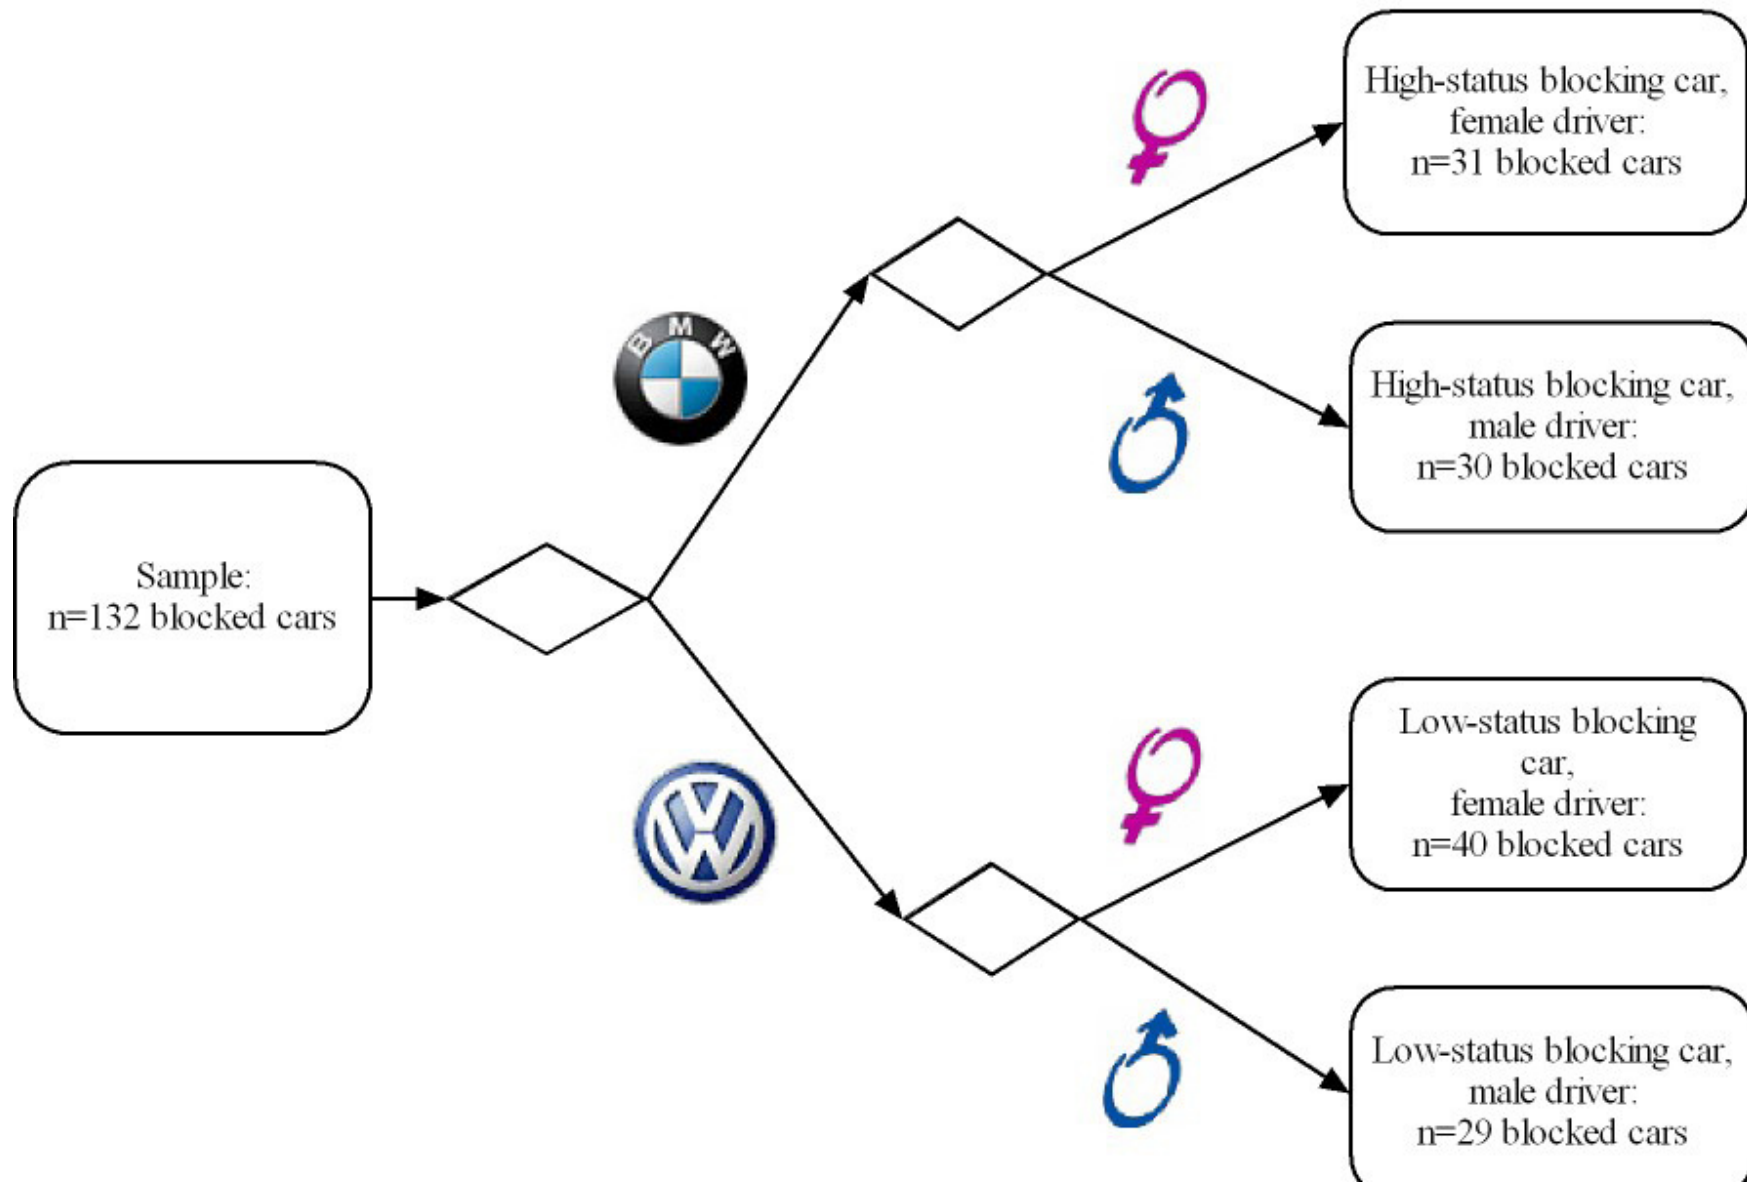 High-status blocking car,
female driver:
n=31 blocked cars
BMW
High-status blocking car,
male driver:
n=30 blocked cars
Sample:
n=132 blocked cars
VW
Low-status blocking
car,
female driver:
n=40 blocked cars
Low-status blocking car,
male driver:
n=29 blocked cars